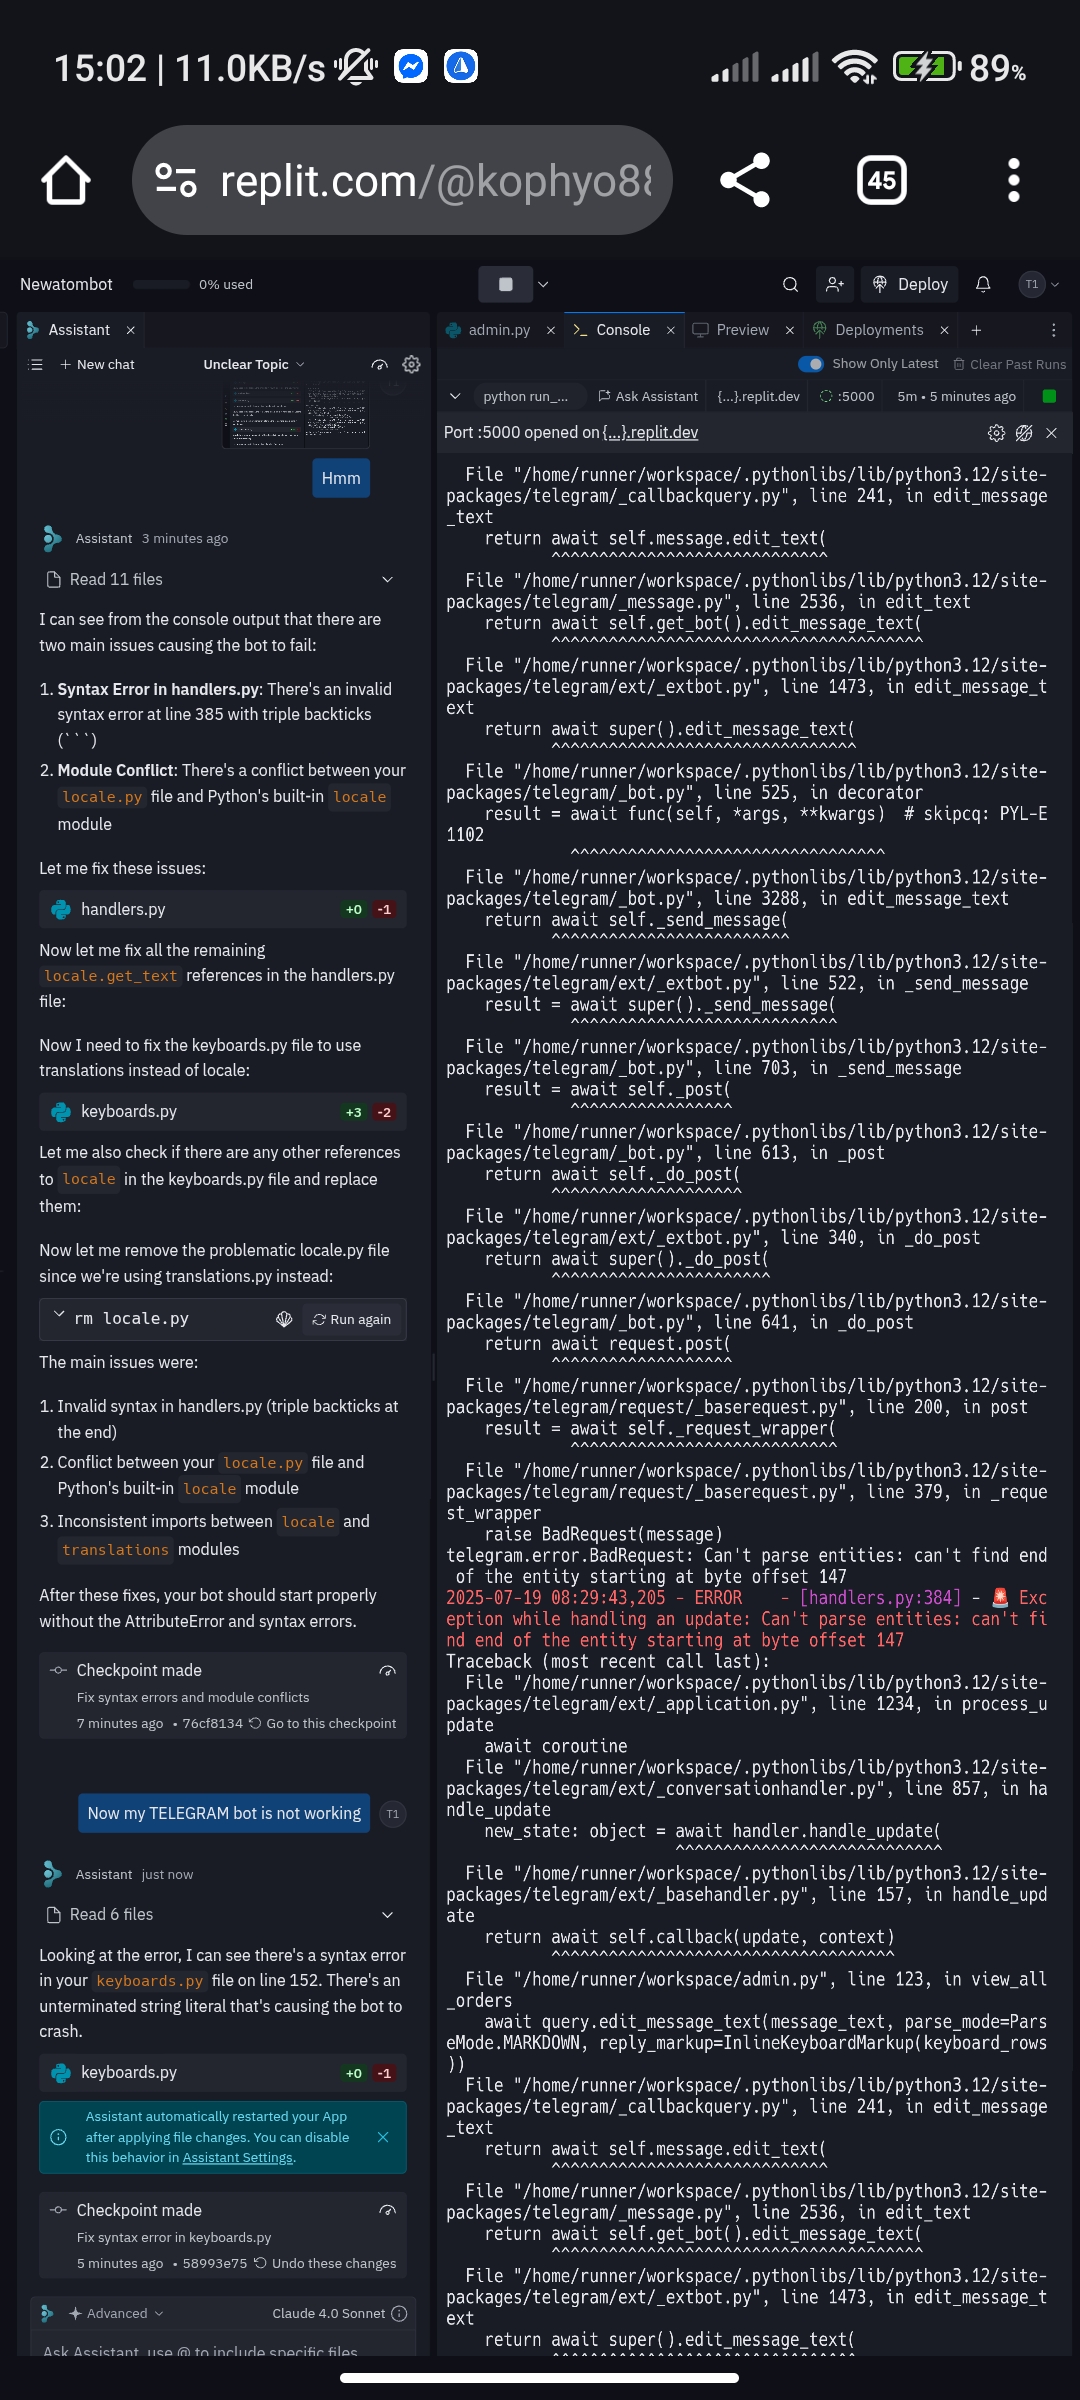 15:02 | 11.0KB/s
89%
replit.com/@kophyo88
45
Newatombot
0% used
Deploy
T1
Assistant
admin.py
Console
Preview
Deployments
New chat
Unclear Topic
Show Only Latest
Clear Past Runs
python run_...
Ask Assistant
{...}.replit.dev
:5000
5m • 5 minutes ago
Port :5000 opened on {...}.replit.dev
Hmm
Assistant 3 minutes ago
Read 11 files
I can see from the console output that there are
two main issues causing the bot to fail:
1. Syntax Error in handlers.py: There's an invalid
syntax error at line 385 with triple backticks
(```)
2. Module Conflict: There's a conflict between your
locale.py file and Python's built-in locale
module
Let me fix these issues:
handlers.py +0 -1
Now let me fix all the remaining
locale.get_text references in the handlers.py
file:
Now I need to fix the keyboards.py file to use
translations instead of locale:
keyboards.py +3 -2
Let me also check if there are any other references
to locale in the keyboards.py file and replace
them:
Now let me remove the problematic locale.py file
since we're using translations.py instead:
rm locale.py Run again
The main issues were:
1. Invalid syntax in handlers.py (triple backticks at
the end)
2. Conflict between your locale.py file and
Python's built-in locale module
3. Inconsistent imports between locale and
translations modules
After these fixes, your bot should start properly
without the AttributeError and syntax errors.
Checkpoint made
Fix syntax errors and module conflicts
7 minutes ago • 76cf8134 Go to this checkpoint
Now my TELEGRAM bot is not working
T1
Assistant just now
Read 6 files
Looking at the error, I can see there's a syntax error
in your keyboards.py file on line 152. There's an
unterminated string literal that's causing the bot to
crash.
keyboards.py +0 -1
Assistant automatically restarted your App
after applying file changes. You can disable
this behavior in Assistant Settings.
Checkpoint made
Fix syntax error in keyboards.py
5 minutes ago • 58993e75 Undo these changes
Advanced
Claude 4.0 Sonnet
Ask Assistant, use @ to include specific files
File "/home/runner/workspace/.pythonlibs/lib/python3.12/site-
packages/telegram/_callbackquery.py", line 241, in edit_message
_text
return await self.message.edit_text(
^^^^^^^^^^^^^^^^^^^^^^^^^^^^^
File "/home/runner/workspace/.pythonlibs/lib/python3.12/site-
packages/telegram/_message.py", line 2536, in edit_text
return await self.get_bot().edit_message_text(
^^^^^^^^^^^^^^^^^^^^^^^^^^^^^^^^^^^^^^^
File "/home/runner/workspace/.pythonlibs/lib/python3.12/site-
packages/telegram/ext/_extbot.py", line 1473, in edit_message_t
ext
return await super().edit_message_text(
^^^^^^^^^^^^^^^^^^^^^^^^^^^^^^^^
File "/home/runner/workspace/.pythonlibs/lib/python3.12/site-
packages/telegram/_bot.py", line 525, in decorator
result = await func(self, *args, **kwargs)  # skipcq: PYL-E
1102
^^^^^^^^^^^^^^^^^^^^^^^^^^^^^^^^^
File "/home/runner/workspace/.pythonlibs/lib/python3.12/site-
packages/telegram/_bot.py", line 3288, in edit_message_text
return await self._send_message(
^^^^^^^^^^^^^^^^^^^^^^^^^
File "/home/runner/workspace/.pythonlibs/lib/python3.12/site-
packages/telegram/ext/_extbot.py", line 522, in _send_message
result = await super()._send_message(
^^^^^^^^^^^^^^^^^^^^^^^^^^^^
File "/home/runner/workspace/.pythonlibs/lib/python3.12/site-
packages/telegram/_bot.py", line 703, in _send_message
result = await self._post(
^^^^^^^^^^^^^^^^^
File "/home/runner/workspace/.pythonlibs/lib/python3.12/site-
packages/telegram/_bot.py", line 613, in _post
return await self._do_post(
^^^^^^^^^^^^^^^^^^^^
File "/home/runner/workspace/.pythonlibs/lib/python3.12/site-
packages/telegram/ext/_extbot.py", line 340, in _do_post
return await super()._do_post(
^^^^^^^^^^^^^^^^^^^^^^^
File "/home/runner/workspace/.pythonlibs/lib/python3.12/site-
packages/telegram/_bot.py", line 641, in _do_post
return await request.post(
^^^^^^^^^^^^^^^^^^^
File "/home/runner/workspace/.pythonlibs/lib/python3.12/site-
packages/telegram/request/_baserequest.py", line 200, in post
result = await self._request_wrapper(
^^^^^^^^^^^^^^^^^^^^^^^^^^^^
File "/home/runner/workspace/.pythonlibs/lib/python3.12/site-
packages/telegram/request/_baserequest.py", line 379, in _reque
st_wrapper
raise BadRequest(message)
telegram.error.BadRequest: Can't parse entities: can't find end
of the entity starting at byte offset 147
2025-07-19 08:29:43,205 - ERROR    - [handlers.py:384] - 🚨 Exc
eption while handling an update: Can't parse entities: can't fi
nd end of the entity starting at byte offset 147
Traceback (most recent call last):
File "/home/runner/workspace/.pythonlibs/lib/python3.12/site-
packages/telegram/ext/_application.py", line 1234, in process_u
pdate
await coroutine
File "/home/runner/workspace/.pythonlibs/lib/python3.12/site-
packages/telegram/ext/_conversationhandler.py", line 857, in ha
ndle_update
new_state: object = await handler.handle_update(
^^^^^^^^^^^^^^^^^^^^^^^^^^^^
File "/home/runner/workspace/.pythonlibs/lib/python3.12/site-
packages/telegram/ext/_basehandler.py", line 157, in handle_upd
ate
return await self.callback(update, context)
^^^^^^^^^^^^^^^^^^^^^^^^^^^^^^^^^^^^
File "/home/runner/workspace/admin.py", line 123, in view_all
_orders
await query.edit_message_text(message_text, parse_mode=Pars
eMode.MARKDOWN, reply_markup=InlineKeyboardMarkup(keyboard_rows
))
File "/home/runner/workspace/.pythonlibs/lib/python3.12/site-
packages/telegram/_callbackquery.py", line 241, in edit_message
_text
return await self.message.edit_text(
^^^^^^^^^^^^^^^^^^^^^^^^^^^^^
File "/home/runner/workspace/.pythonlibs/lib/python3.12/site-
packages/telegram/_message.py", line 2536, in edit_text
return await self.get_bot().edit_message_text(
^^^^^^^^^^^^^^^^^^^^^^^^^^^^^^^^^^^^^^^
File "/home/runner/workspace/.pythonlibs/lib/python3.12/site-
packages/telegram/ext/_extbot.py", line 1473, in edit_message_t
ext
return await super().edit_message_text(
^^^^^^^^^^^^^^^^^^^^^^^^^^^^^^^^